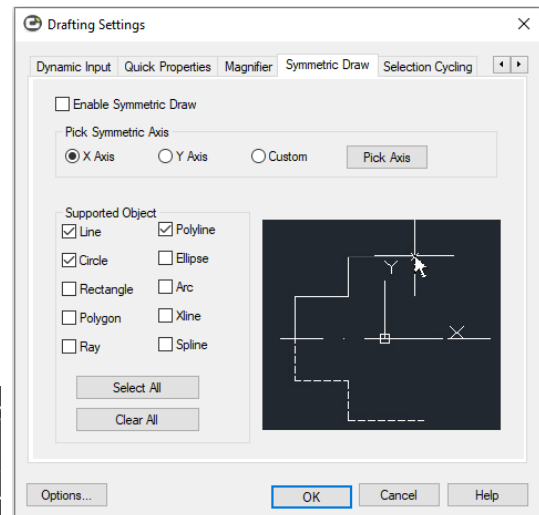 Drafting Settings
Dynamic Input Quick Properties Magnifier Symmetric Draw Selection Cycling
Enable Symmetric Draw
Pick Symmetric Axis
X Axis Y Axis Custom Pick Axis
Supported Object
Line Polyline
Circle Ellipse
Rectangle Arc
Polygon Xline
Ray Spline
Select All
Clear All
Y
X
Options... OK Cancel Help